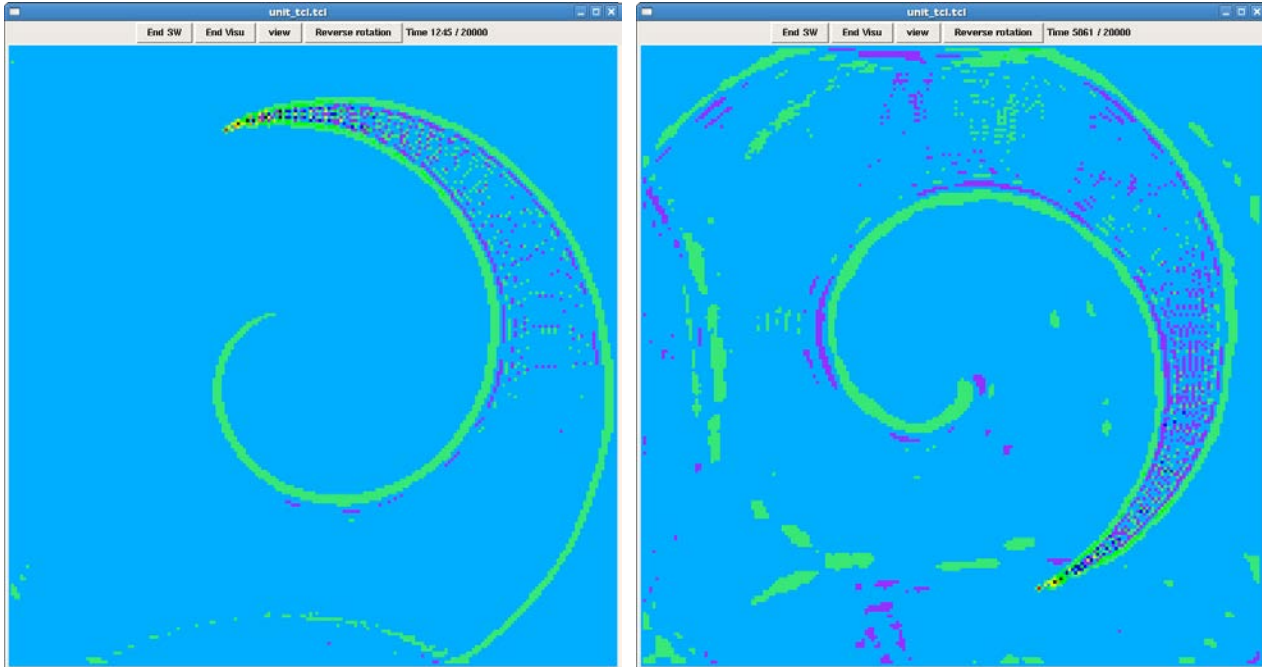 unit_tcl.tcl
End SW End Visu view Reverse rotation Time 1245 / 20000
unit_tcl.tcl
End SW End Visu view Reverse rotation Time 5061 / 20000